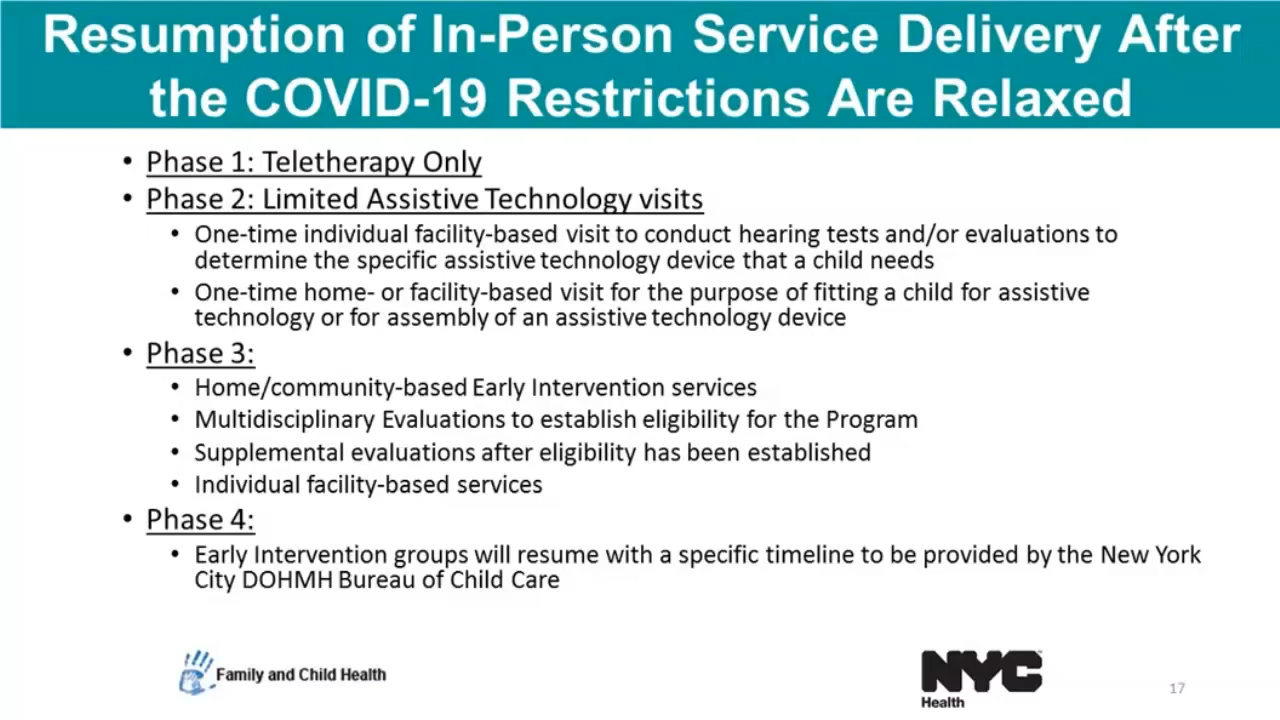 Resumption of In-Person Service Delivery After
the COVID-19 Restrictions Are Relaxed
• Phase 1: Teletherapy Only
• Phase 2: Limited Assistive Technology visits
• One-time individual facility-based visit to conduct hearing tests and/or evaluations to
determine the specific assistive technology device that a child needs
• One-time home- or facility-based visit for the purpose of fitting a child for assistive
technology or for assembly of an assistive technology device
• Phase 3:
• Home/community-based Early Intervention services
• Multidisciplinary Evaluations to establish eligibility for the Program
• Supplemental evaluations after eligibility has been established
• Individual facility-based services
• Phase 4:
• Early Intervention groups will resume with a specific timeline to be provided by the New York
City DOHMH Bureau of Child Care
Family and Child Health
NYC
Health
17